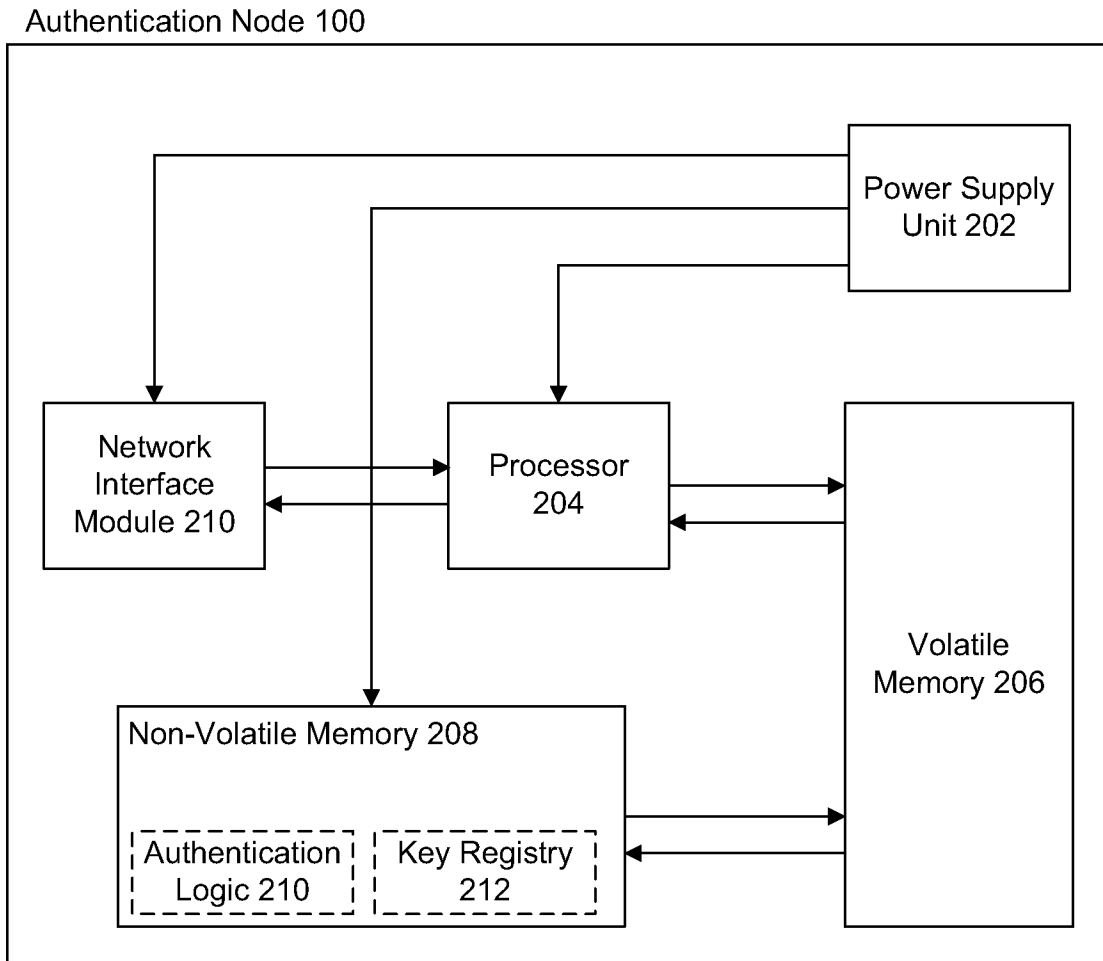 Authentication Node 100
Power Supply
Unit 202
Network
Interface
Module 210
Processor
204
Volatile
Memory 206
Non-Volatile Memory 208
Authentication
Logic 210
Key Registry
212